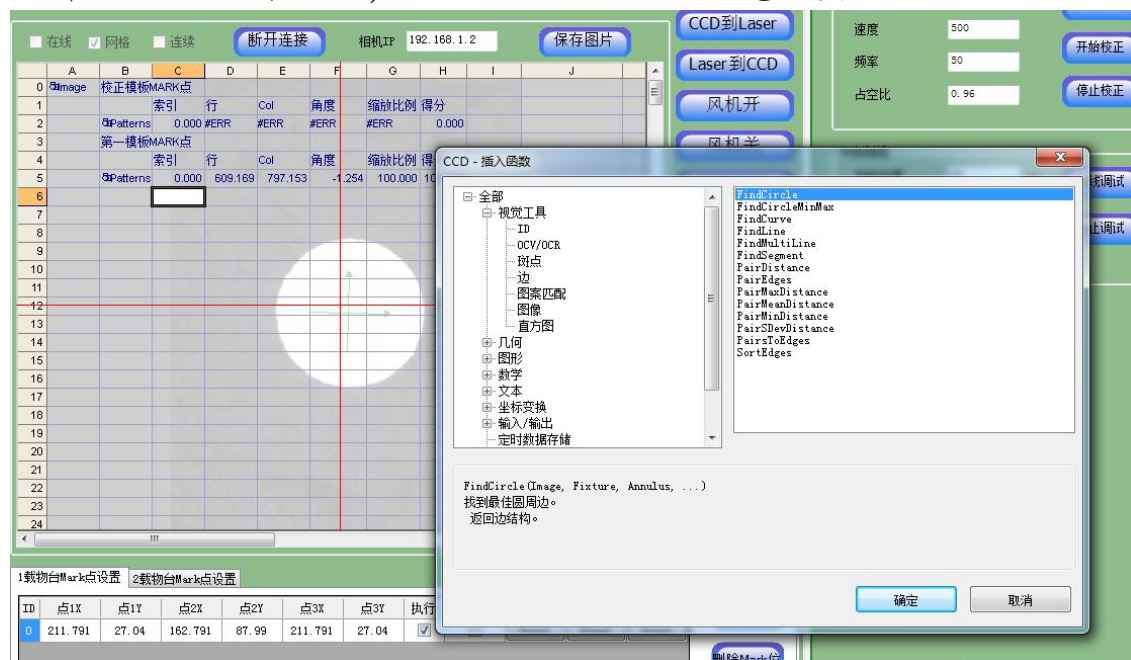 在线 网格 连续 断开连接 相机IP 192.168.1.2 保存图片
CCD到Laser
Laser到CCD
风机开
风机关
速度 500
频率 50
占空比 0.96
开始校正
停止校正
A B C D E F G H I J
0 Image 校正模板MARK点
1 索引 行 Col 角度 缩放比例 得分
2 Patterns 0.000 #ERR #ERR #ERR #ERR 0.000
3 第一模板MARK点
4 索引 行 Col 角度 缩放比例
5 Patterns 0.000 609.169 797.153 -1.254 100.000
6
7
8
9
10
11
12
13
14
15
16
17
18
19
20
21
22
23
24
CCD - 插入函数
全部
视觉工具
ID
OCV/OCR
斑点
边
图案匹配
图像
直方图
几何
图形
数学
文本
坐标变换
输入/输出
定时数据存储
FindCircle
FindCircleMinMax
FindCurve
FindLine
FindMultiLine
FindSegment
PairDistance
PairEdges
PairMaxDistance
PairMeanDistance
PairMinDistance
PairSDevDistance
PairsToEdges
SortEdges
FindCircle(Image, Fixture, Annulus, ...)
找到最佳圆周边。
返回边结构。
确定 取消
线调试
止调试
1载物台Mark点设置 2载物台Mark点设置
ID 点1X 点1Y 点2X 点2Y 点3X 点3Y 执行
0 211.791 27.04 162.791 87.99 211.791 27.04
删除Mark位